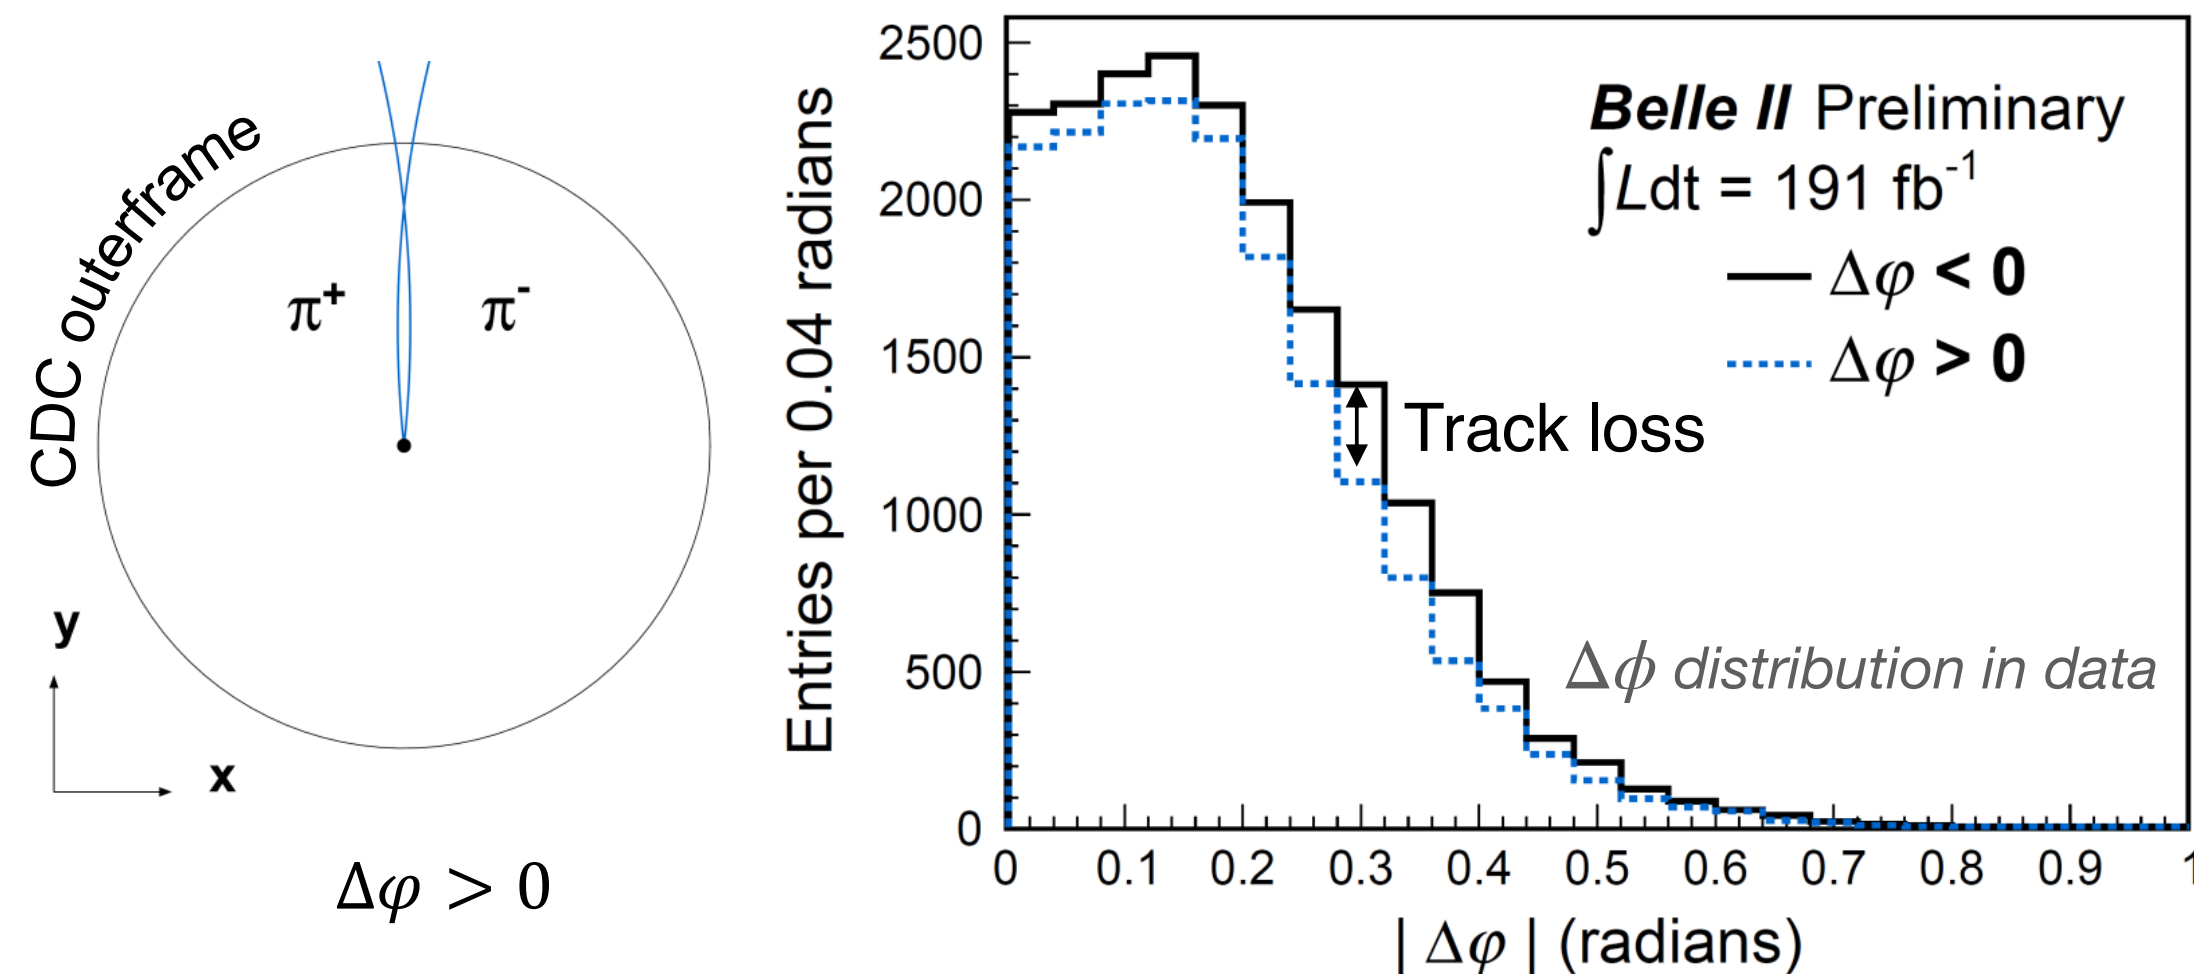 CDC outerframe
π⁺
π⁻
y
x
Δφ > 0
Entries per 0.04 radians
2500
2000
1500
1000
500
0
Belle II Preliminary
∫Ldt = 191 fb⁻¹
Δφ < 0
Δφ > 0
Track loss
Δϕ distribution in data
0 0.1 0.2 0.3 0.4 0.5 0.6 0.7 0.8 0.9 1
| Δφ | (radians)